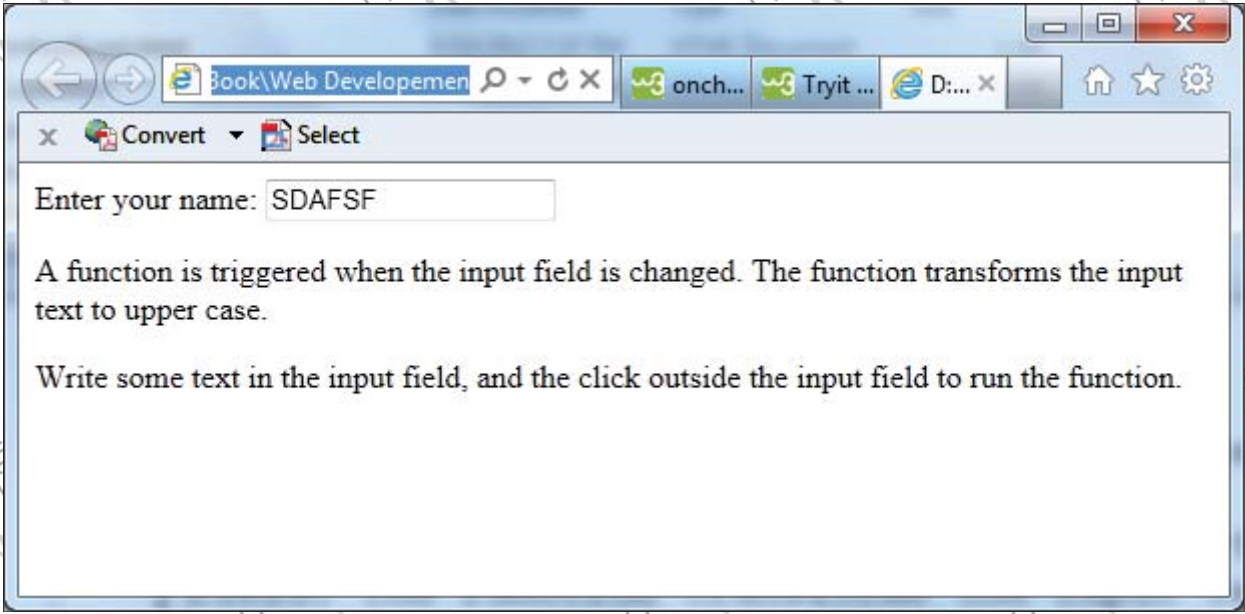 Book\Web Developemen
onch...
Tryit ...
D:...
x Convert Select
Enter your name: SDAFSF
A function is triggered when the input field is changed. The function transforms the input
text to upper case.
Write some text in the input field, and the click outside the input field to run the function.